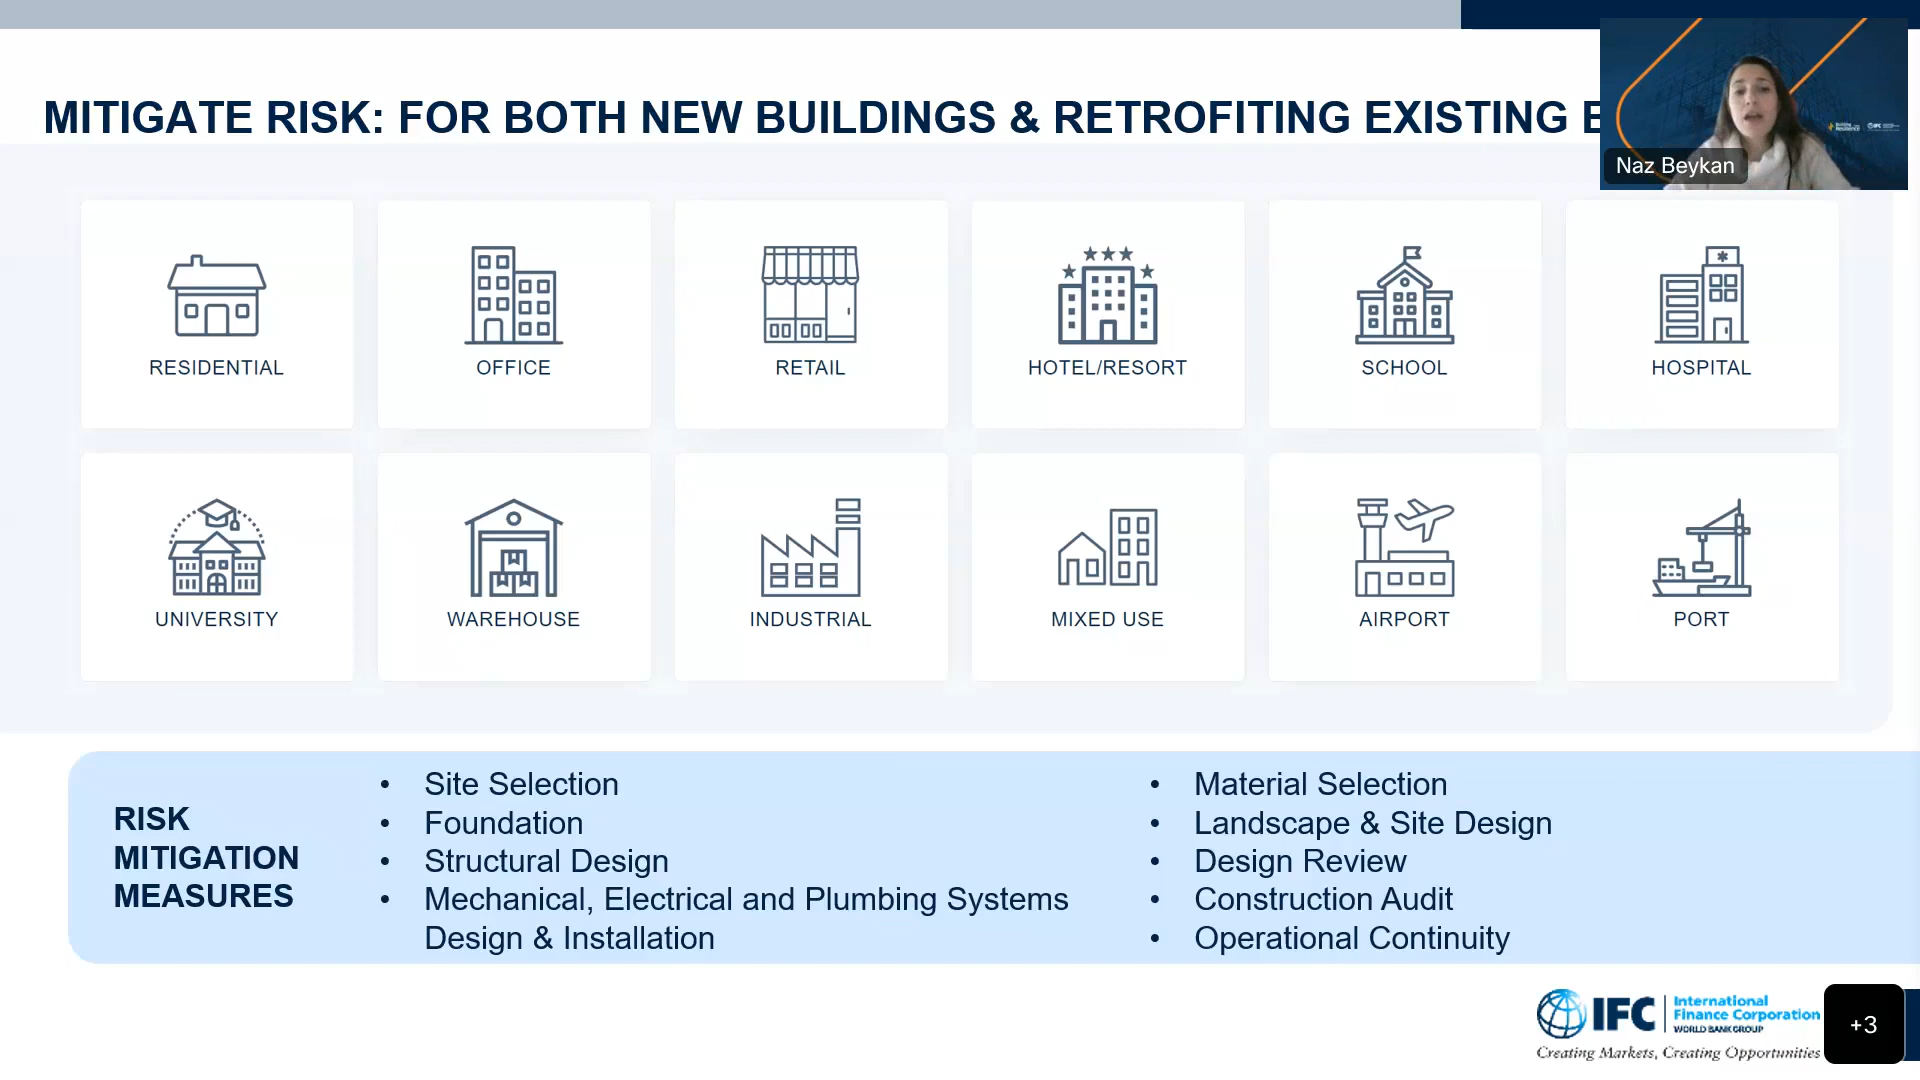 MITIGATE RISK: FOR BOTH NEW BUILDINGS & RETROFITING EXISTING
Naz Beykan
RESIDENTIAL
OFFICE
RETAIL
HOTEL/RESORT
SCHOOL
HOSPITAL
UNIVERSITY
WAREHOUSE
INDUSTRIAL
MIXED USE
AIRPORT
PORT
RISK
MITIGATION
MEASURES
• Site Selection
• Foundation
• Structural Design
• Mechanical, Electrical and Plumbing Systems
Design & Installation
• Material Selection
• Landscape & Site Design
• Design Review
• Construction Audit
• Operational Continuity
IFC
International
Finance Corporation
WORLD BANK GROUP
Creating Markets, Creating Opportunities
+3